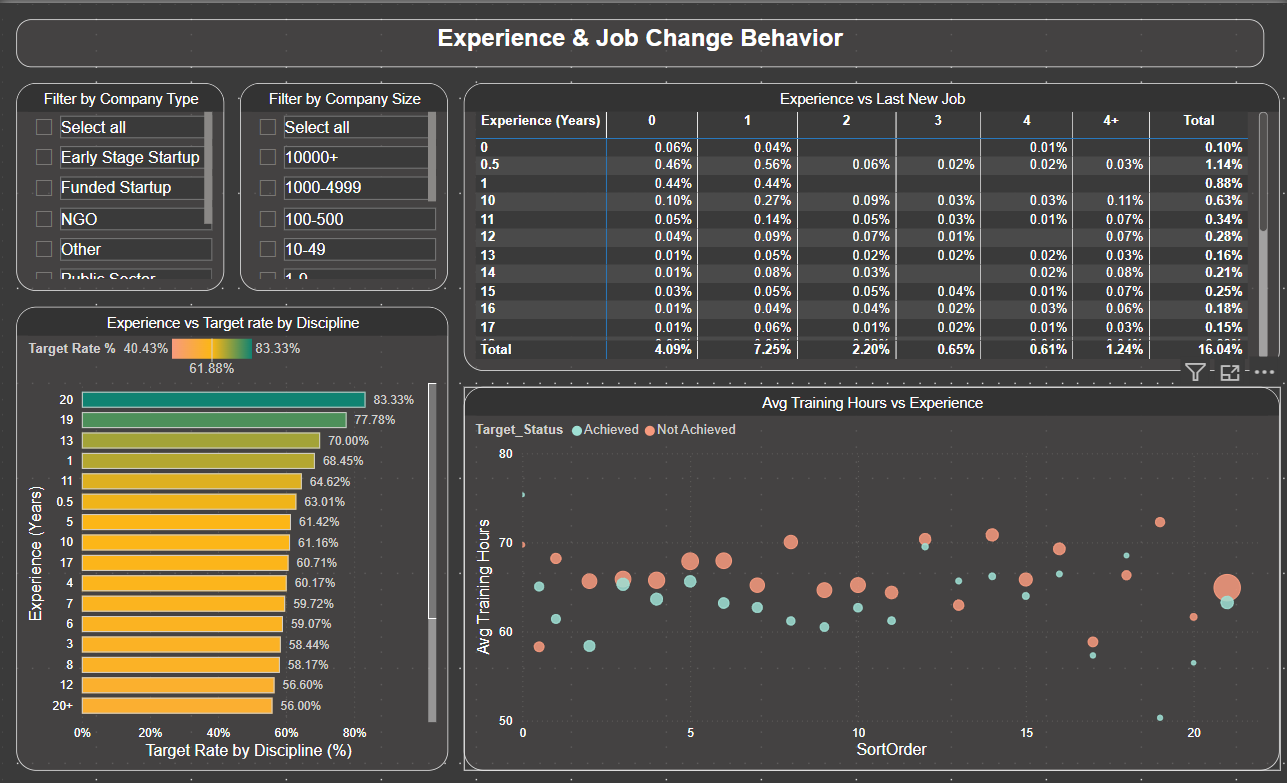 Experience & Job Change Behavior
Filter by Company Type
Select all
Early Stage Startup
Funded Startup
NGO
Other
Public Sector
Filter by Company Size
Select all
10000+
1000-4999
100-500
10-49
1-9
Experience vs Last New Job
Experience (Years) 0 1 2 3 4 4+ Total
0 0.06% 0.04% 0.01% 0.10%
0.5 0.46% 0.56% 0.06% 0.02% 0.02% 0.03% 1.14%
1 0.44% 0.44% 0.88%
10 0.10% 0.27% 0.09% 0.03% 0.03% 0.11% 0.63%
11 0.05% 0.14% 0.05% 0.03% 0.01% 0.07% 0.34%
12 0.04% 0.09% 0.07% 0.01% 0.07% 0.28%
13 0.01% 0.05% 0.02% 0.02% 0.02% 0.03% 0.16%
14 0.01% 0.08% 0.03% 0.02% 0.08% 0.21%
15 0.03% 0.05% 0.05% 0.04% 0.01% 0.07% 0.25%
16 0.01% 0.04% 0.04% 0.02% 0.03% 0.06% 0.18%
17 0.01% 0.06% 0.01% 0.02% 0.01% 0.03% 0.15%
Total 4.09% 7.25% 2.20% 0.65% 0.61% 1.24% 16.04%
Experience vs Target rate by Discipline
Target Rate % 40.43% 83.33%
61.88%
Experience (Years)
20 83.33%
19 77.78%
13 70.00%
1 68.45%
11 64.62%
0.5 63.01%
5 61.42%
10 61.16%
17 60.71%
4 60.17%
7 59.72%
6 59.07%
3 58.44%
8 58.17%
12 56.60%
20+ 56.00%
0% 20% 40% 60% 80%
Target Rate by Discipline (%)
Avg Training Hours vs Experience
Target_Status Achieved Not Achieved
Avg Training Hours
80
70
60
50
0 5 10 15 20
SortOrder